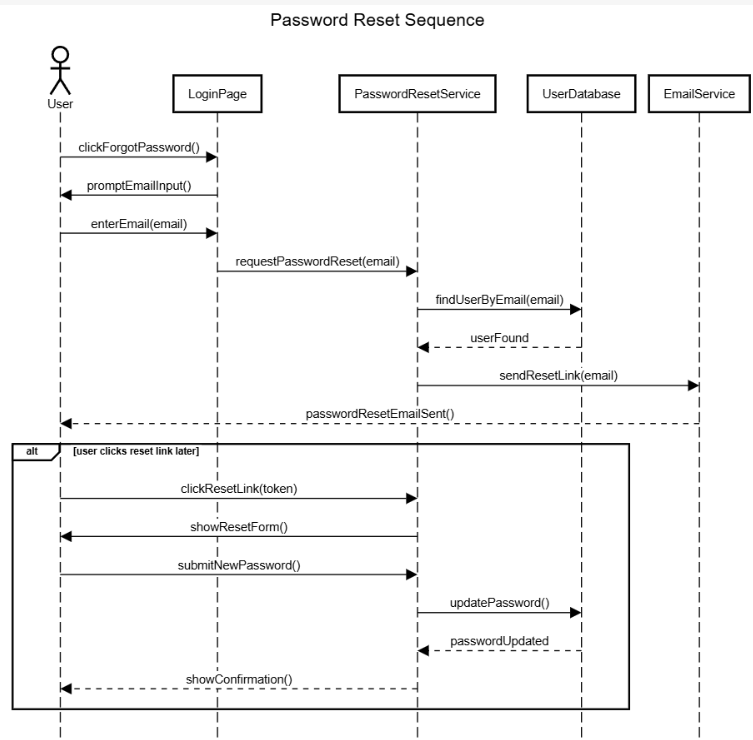 Password Reset Sequence
User
LoginPage
PasswordResetService
UserDatabase
EmailService
clickForgotPassword()
promptEmailInput()
enterEmail(email)
requestPasswordReset(email)
findUserByEmail(email)
userFound
sendResetLink(email)
passwordResetEmailSent()
alt
[user clicks reset link later]
clickResetLink(token)
showResetForm()
submitNewPassword()
updatePassword()
passwordUpdated
showConfirmation()